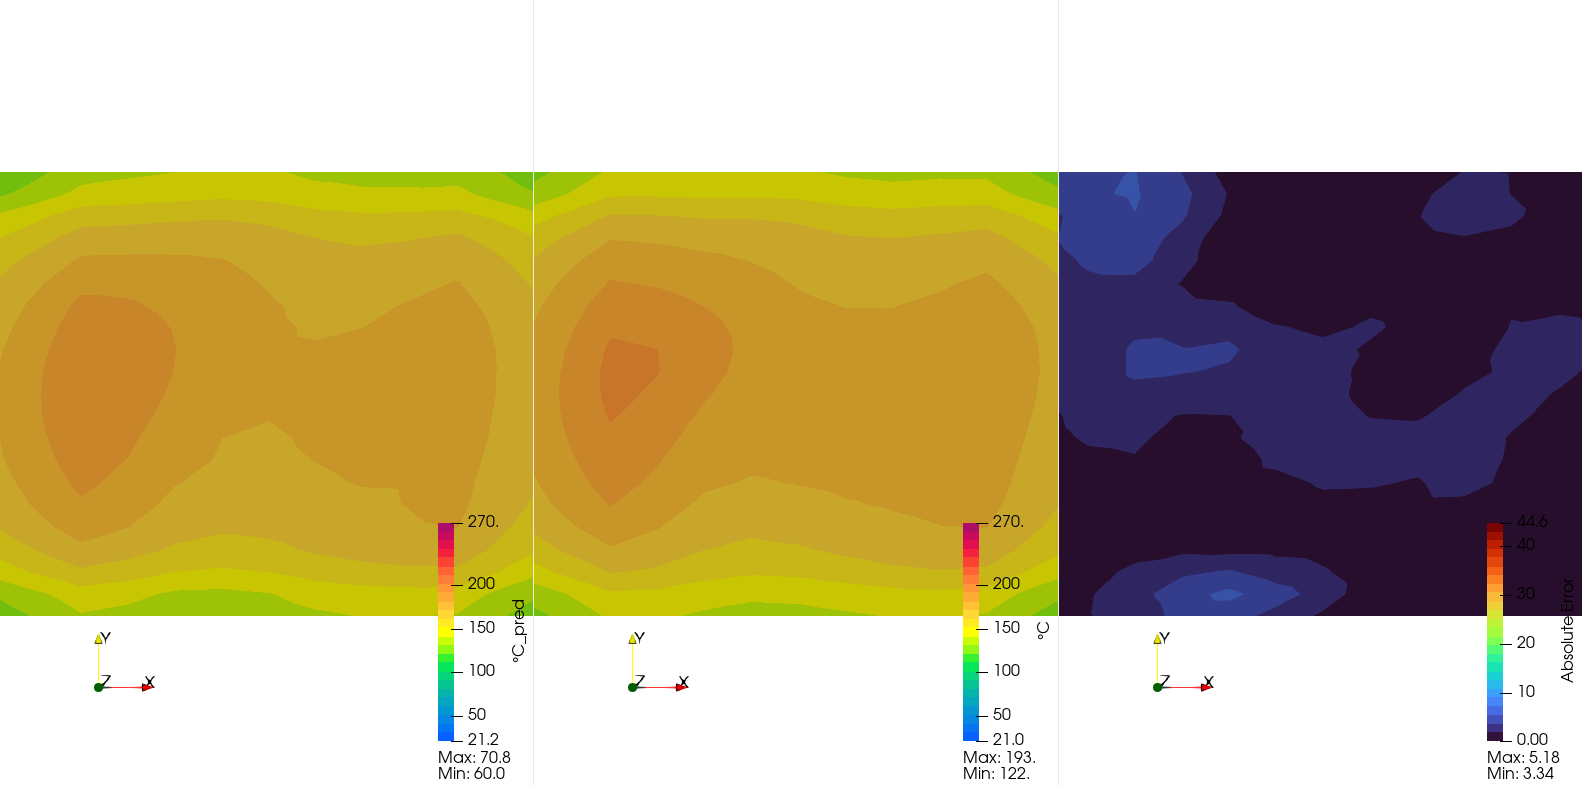 270.
200
150
100
50
21.2
°C_pred
Max: 70.8
Min: 60.0
Y
Z
X
270.
200
150
100
50
21.0
°C
Max: 193.
Min: 122.
Y
Z
X
44.6
40
30
20
10
0.00
Absolute Error
Max: 5.18
Min: 3.34
Y
Z
X